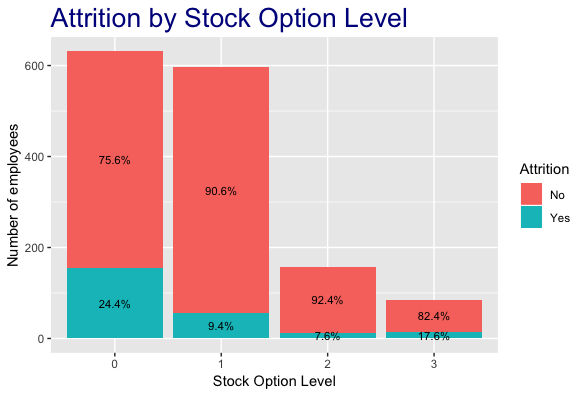 Attrition by Stock Option Level
Number of employees
600
400
200
0
75.6%
24.4%
90.6%
9.4%
92.4%
7.6%
82.4%
17.6%
0 1 2 3
Stock Option Level
Attrition
No
Yes